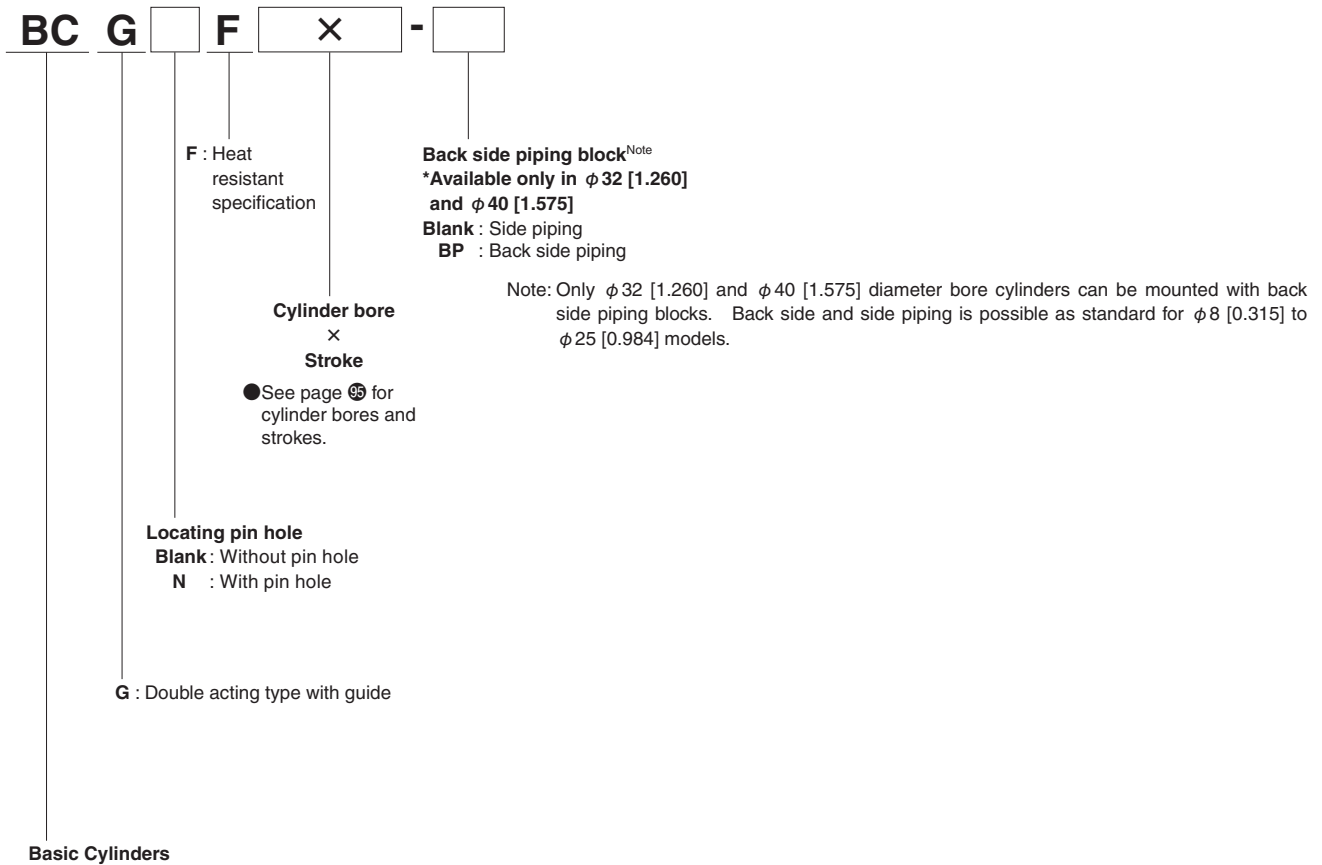 BC G F × -
F : Heat
resistant
specification
Back side piping block Note
*Available only in φ32 [1.260]
and φ40 [1.575]
Blank : Side piping
BP : Back side piping
Note: Only φ32 [1.260] and φ40 [1.575] diameter bore cylinders can be mounted with back
side piping blocks. Back side and side piping is possible as standard for φ8 [0.315] to
φ25 [0.984] models.
Cylinder bore
×
Stroke
●See page 95 for
cylinder bores and
strokes.
Locating pin hole
Blank : Without pin hole
N : With pin hole
G : Double acting type with guide
Basic Cylinders